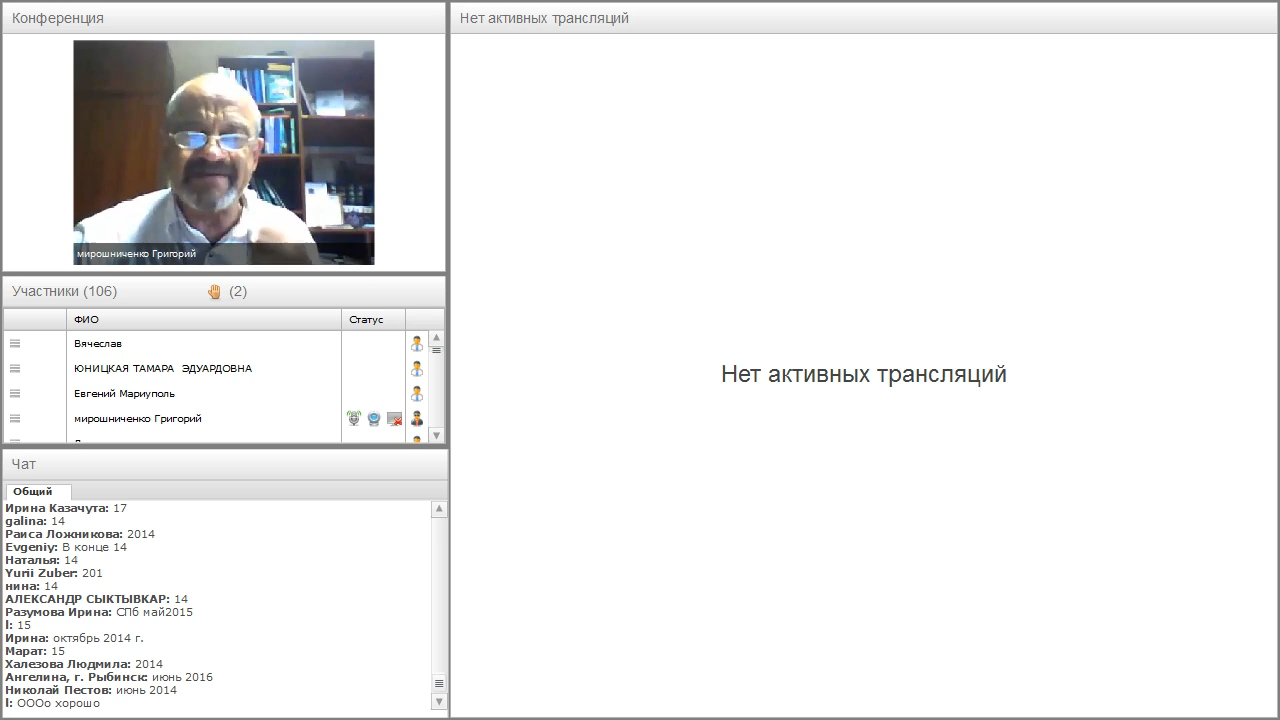 Конференция
мирошниченко Григорий
Участники (106)
(2)
ФИО
Статус
Вячеслав
ЮНИЦКАЯ ТАМАРА  ЭДУАРДОВНА
Евгений Мариуполь
мирошниченко Григорий
Чат
Общий
Ирина Казачута: 17
galina: 14
Раиса Ложникова: 2014
Evgeniy: В конце 14
Наталья: 14
Yurii Zuber: 201
нина: 14
АЛЕКСАНДР СЫКТЫВКАР: 14
Разумова Ирина: СПб май2015
l: 15
Ирина: октябрь 2014 г.
Марат: 15
Халезова Людмила: 2014
Ангелина, г. Рыбинск: июнь 2016
Николай Пестов: июнь 2014
l: ОООо хорошо
Нет активных трансляций
Нет активных трансляций